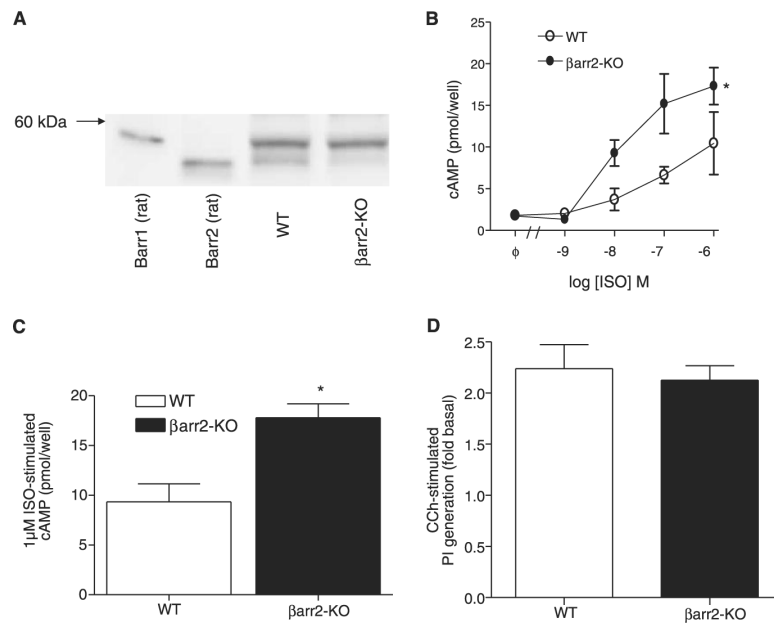 A
60 kDa
Barr1 (rat)
Barr2 (rat)
WT
βarr2-KO
B
WT
βarr2-KO
25
20
15
10
5
0
cAMP (pmol/well)
*
ϕ
-9
-8
-7
-6
log [ISO] M
C
1µM ISO-stimulated
cAMP (pmol/well)
20
15
10
5
0
WT
βarr2-KO
*
WT
βarr2-KO
D
CCh-stimulated
PI generation (fold basal)
2.5
2.0
1.5
1.0
0.5
0.0
WT
βarr2-KO